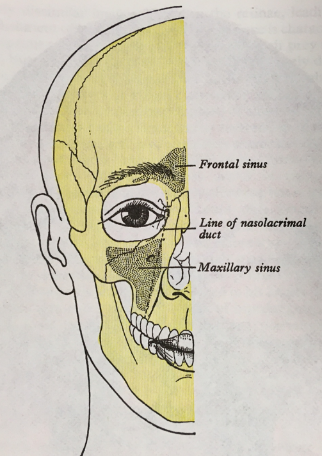 Frontal sinus
Line of nasolacrimal
duct
Maxillary sinus